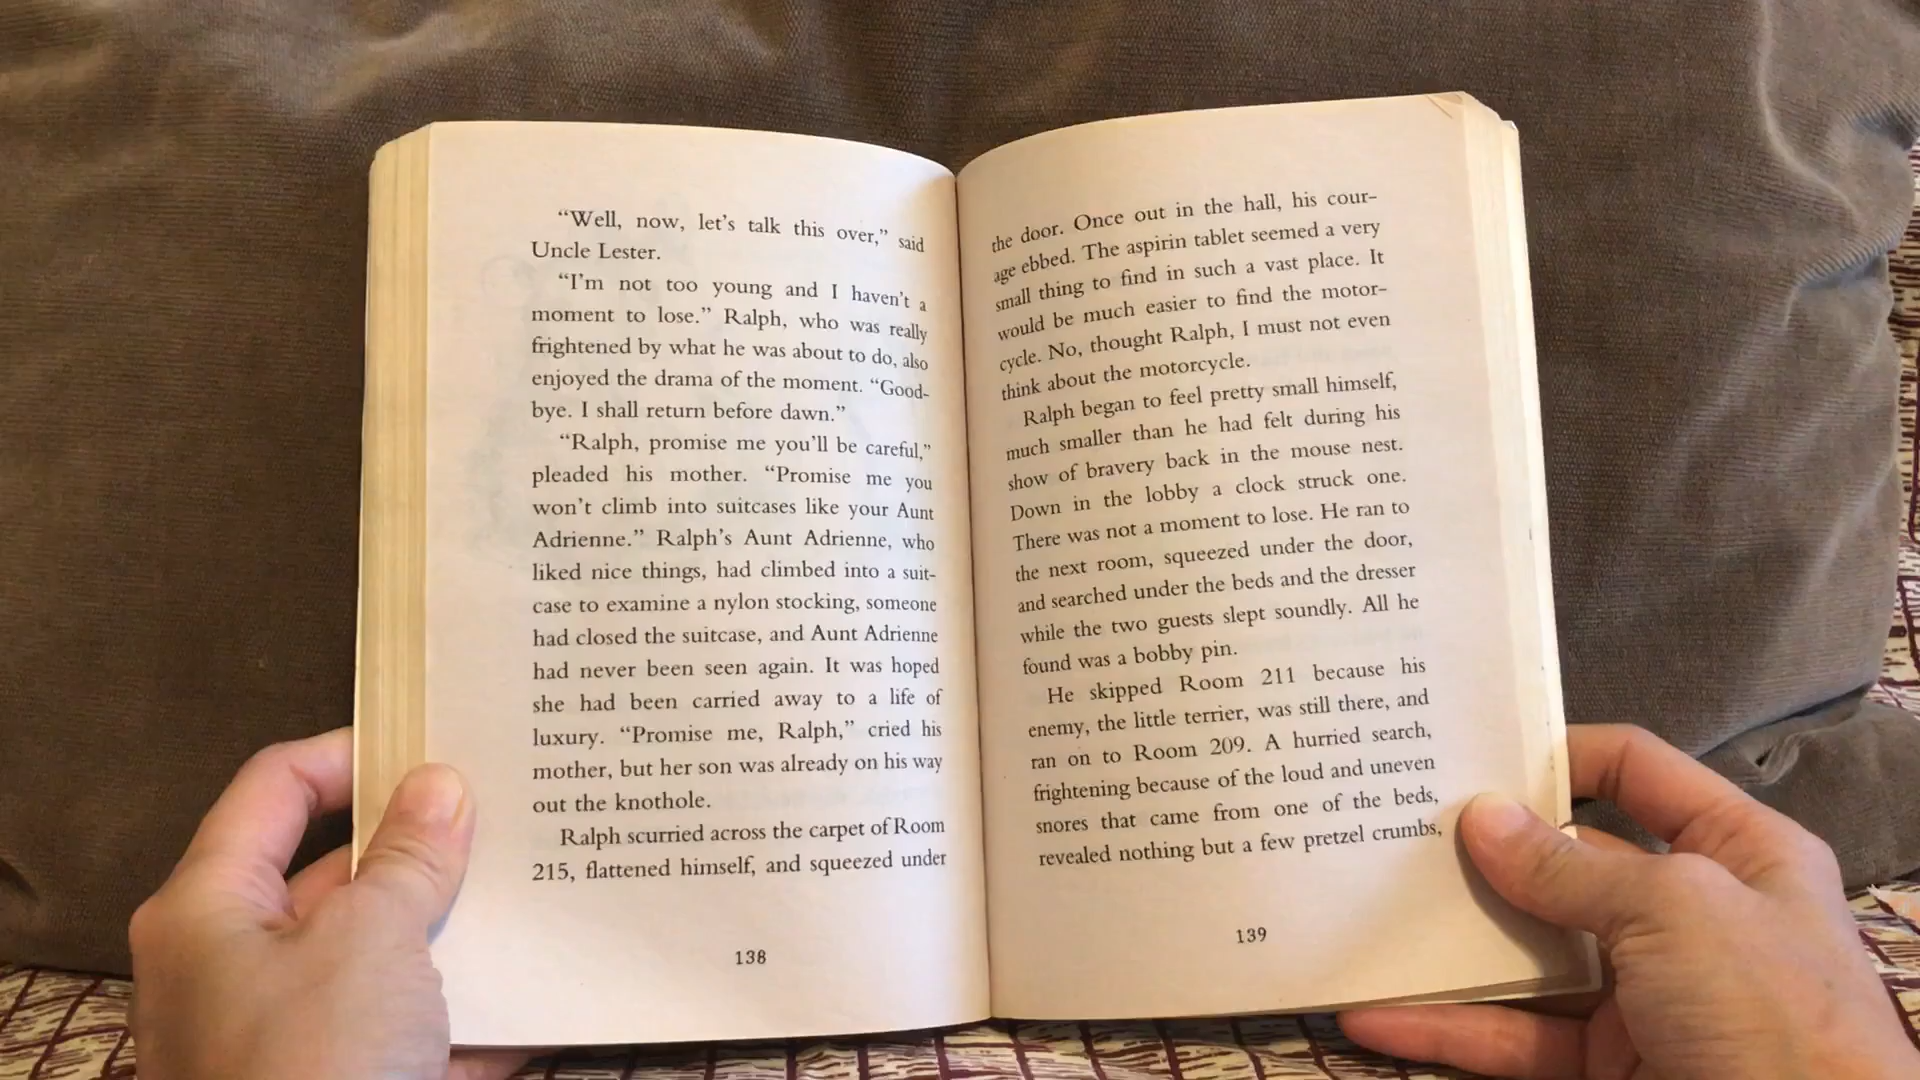 “Well, now, let’s talk this over,” said
Uncle Lester.
“I’m not too young and I haven’t a
moment to lose.” Ralph, who was really
frightened by what he was about to do, also
enjoyed the drama of the moment. “Good-
bye. I shall return before dawn.”
“Ralph, promise me you’ll be careful,”
pleaded his mother. “Promise me you
won’t climb into suitcases like your Aunt
Adrienne.” Ralph’s Aunt Adrienne, who
liked nice things, had climbed into a suit-
case to examine a nylon stocking, someone
had closed the suitcase, and Aunt Adrienne
had never been seen again. It was hoped
she had been carried away to a life of
luxury. “Promise me, Ralph,” cried his
mother, but her son was already on his way
out the knothole.
Ralph scurried across the carpet of Room
215, flattened himself, and squeezed under
138
the door. Once out in the hall, his cour-
age ebbed. The aspirin tablet seemed a very
small thing to find in such a vast place. It
would be much easier to find the motor-
cycle. No, thought Ralph, I must not even
think about the motorcycle.
Ralph began to feel pretty small himself,
much smaller than he had felt during his
show of bravery back in the mouse nest.
Down in the lobby a clock struck one.
There was not a moment to lose. He ran to
the next room, squeezed under the door,
and searched under the beds and the dresser
while the two guests slept soundly. All he
found was a bobby pin.
He skipped Room 211 because his
enemy, the little terrier, was still there, and
ran on to Room 209. A hurried search,
frightening because of the loud and uneven
snores that came from one of the beds,
revealed nothing but a few pretzel crumbs,
139